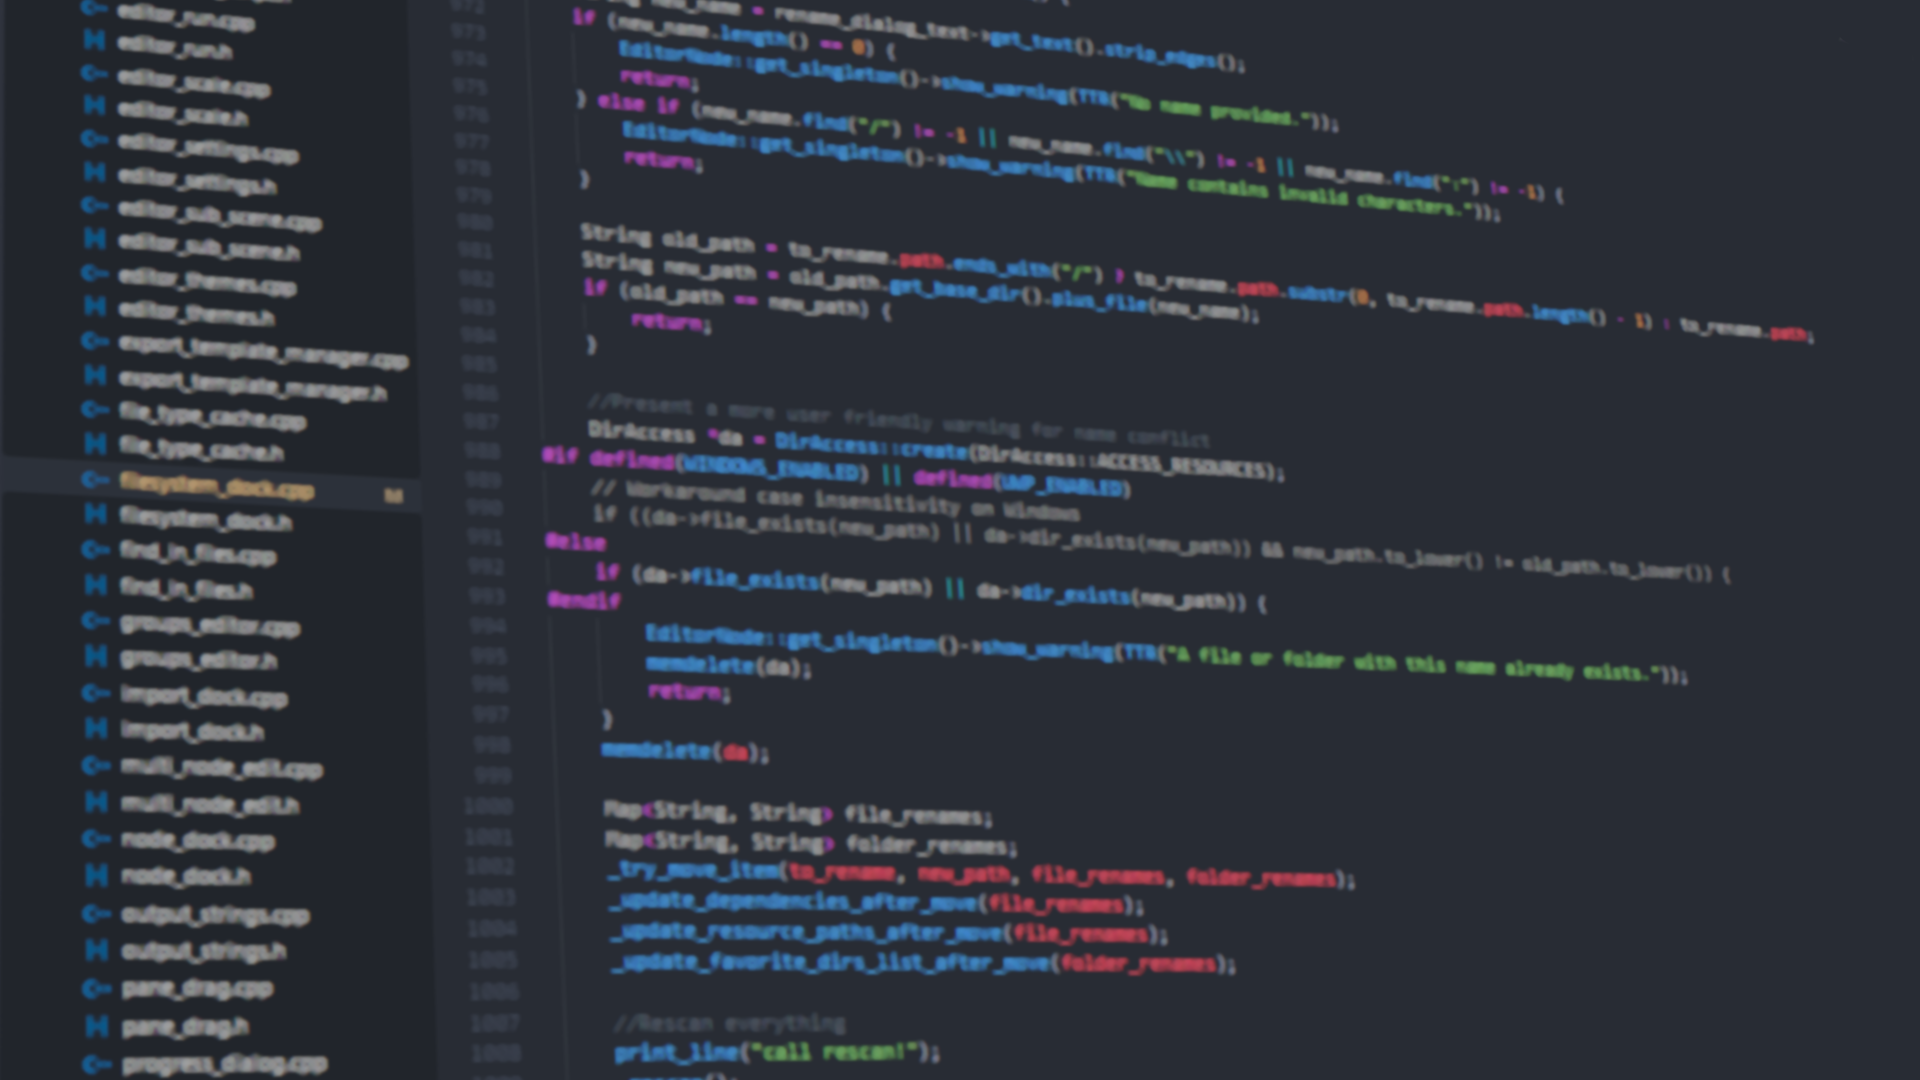 editor_run.cpp
editor_run.h
editor_scale.cpp
editor_scale.h
editor_settings.cpp
editor_settings.h
editor_sub_scene.cpp
editor_sub_scene.h
editor_themes.cpp
editor_themes.h
export_template_manager.cpp
export_template_manager.h
file_type_cache.cpp
file_type_cache.h
filesystem_dock.cpp M
filesystem_dock.h
find_in_files.cpp
find_in_files.h
groups_editor.cpp
groups_editor.h
import_dock.cpp
import_dock.h
multi_node_edit.cpp
multi_node_edit.h
node_dock.cpp
node_dock.h
output_strings.cpp
output_strings.h
pane_drag.cpp
pane_drag.h
progress_dialog.cpp
972 String new_name = rename_dialog_text->get_text().strip_edges();
973 if (new_name.length() == 0) {
974 EditorNode::get_singleton()->show_warning(TTR("No name provided."));
975 return;
976 } else if (new_name.find("/") != -1 || new_name.find("\\") != -1 || new_name.find(":") != -1) {
977 EditorNode::get_singleton()->show_warning(TTR("Name contains invalid characters."));
978 return;
979 }
980
981 String old_path = to_rename.path.ends_with("/") ? to_rename.path.substr(0, to_rename.path.length() - 1) : to_rename.path;
982 String new_path = old_path.get_base_dir().plus_file(new_name);
983 if (old_path == new_path) {
984 return;
985 }
986
987 //Present a more user friendly warning for name conflict
988 DirAccess *da = DirAccess::create(DirAccess::ACCESS_RESOURCES);
989 #if defined(WINDOWS_ENABLED) || defined(UWP_ENABLED)
990 // Workaround case insensitivity on Windows
991 if ((da->file_exists(new_path) || da->dir_exists(new_path)) && new_path.to_lower() != old_path.to_lower()) {
992 #else
993 if (da->file_exists(new_path) || da->dir_exists(new_path)) {
994 #endif
995 EditorNode::get_singleton()->show_warning(TTR("A file or folder with this name already exists."));
996 memdelete(da);
997 return;
998 }
999 memdelete(da);
1000
1001 Map<String, String> file_renames;
1002 Map<String, String> folder_renames;
1003 _try_move_item(to_rename, new_path, file_renames, folder_renames);
1004 _update_dependencies_after_move(file_renames);
1005 _update_resource_paths_after_move(file_renames);
1006 _update_favorite_dirs_list_after_move(folder_renames);
1007
1008 //Rescan everything
print_line("call rescan!");